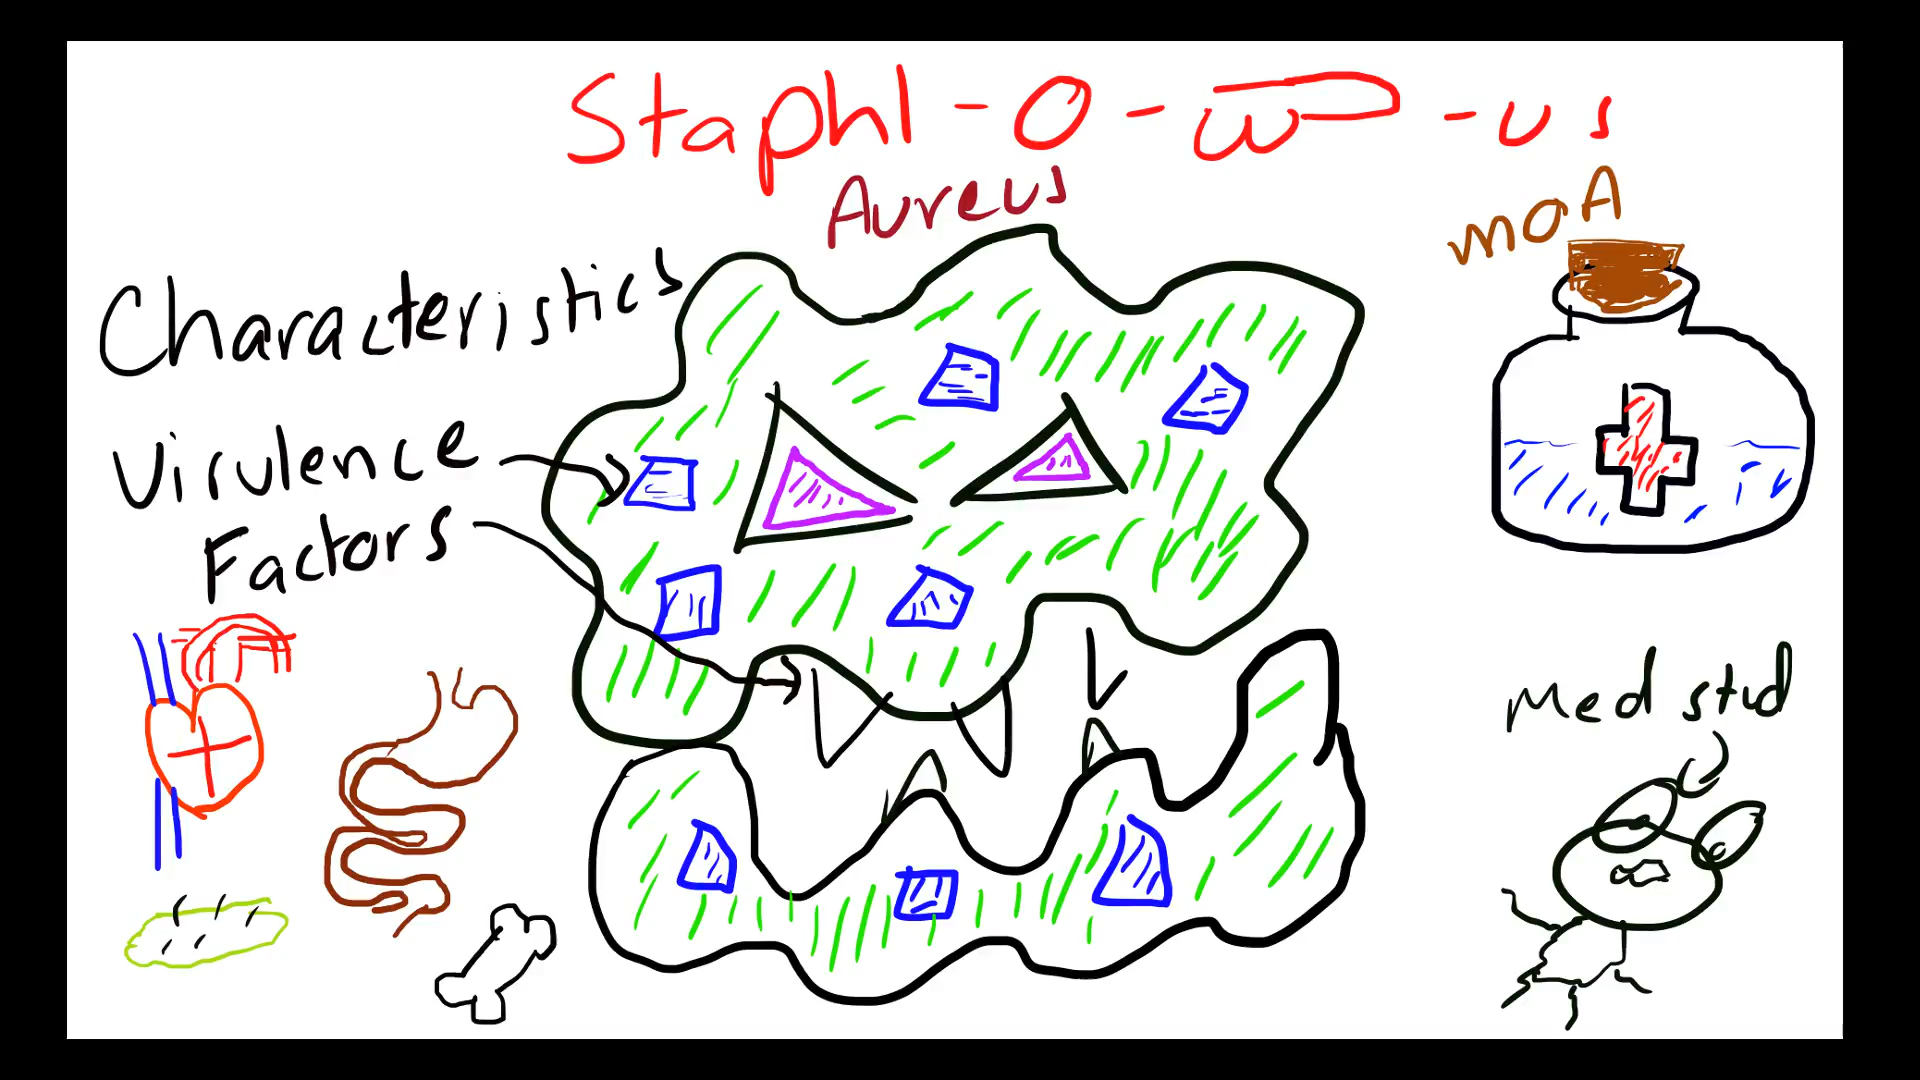 Staphl-O-ϖ-us
Aureus
MOA
Characteristics
Virulence
Factors
Med stud